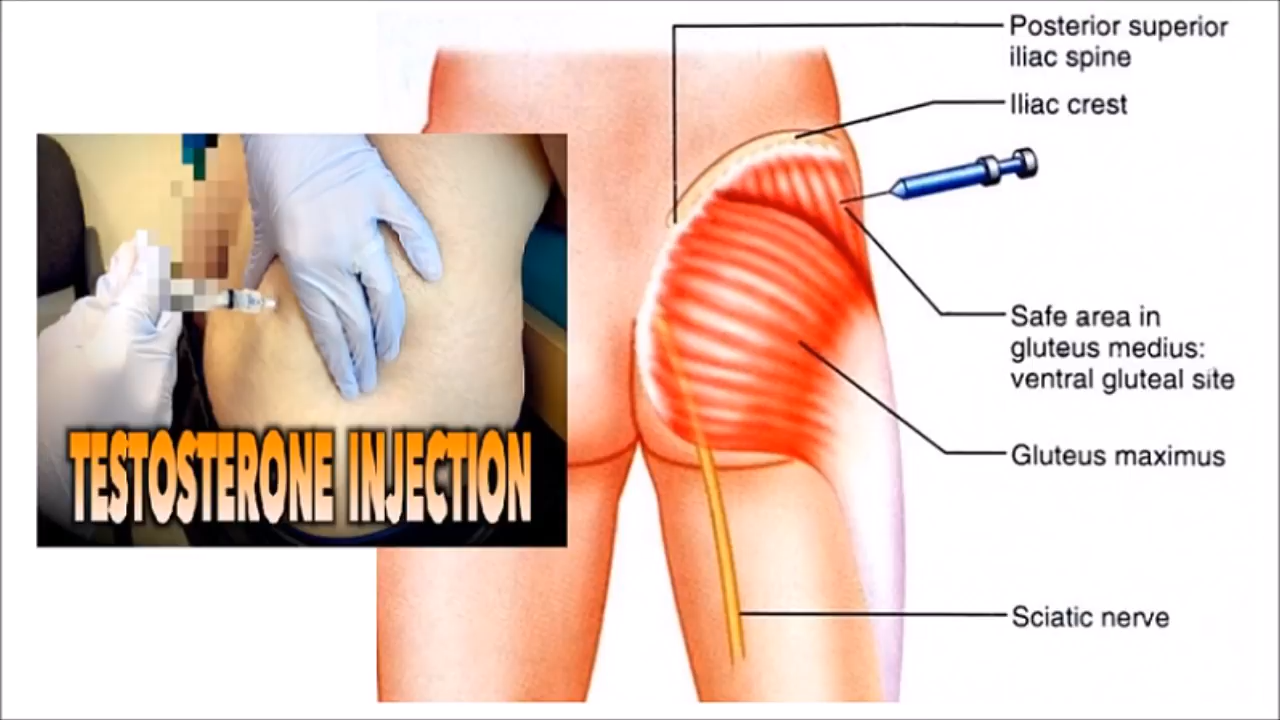 Posterior superior
iliac spine
Iliac crest
Safe area in
gluteus medius:
ventral gluteal site
Gluteus maximus
Sciatic nerve
TESTOSTERONE INJECTION